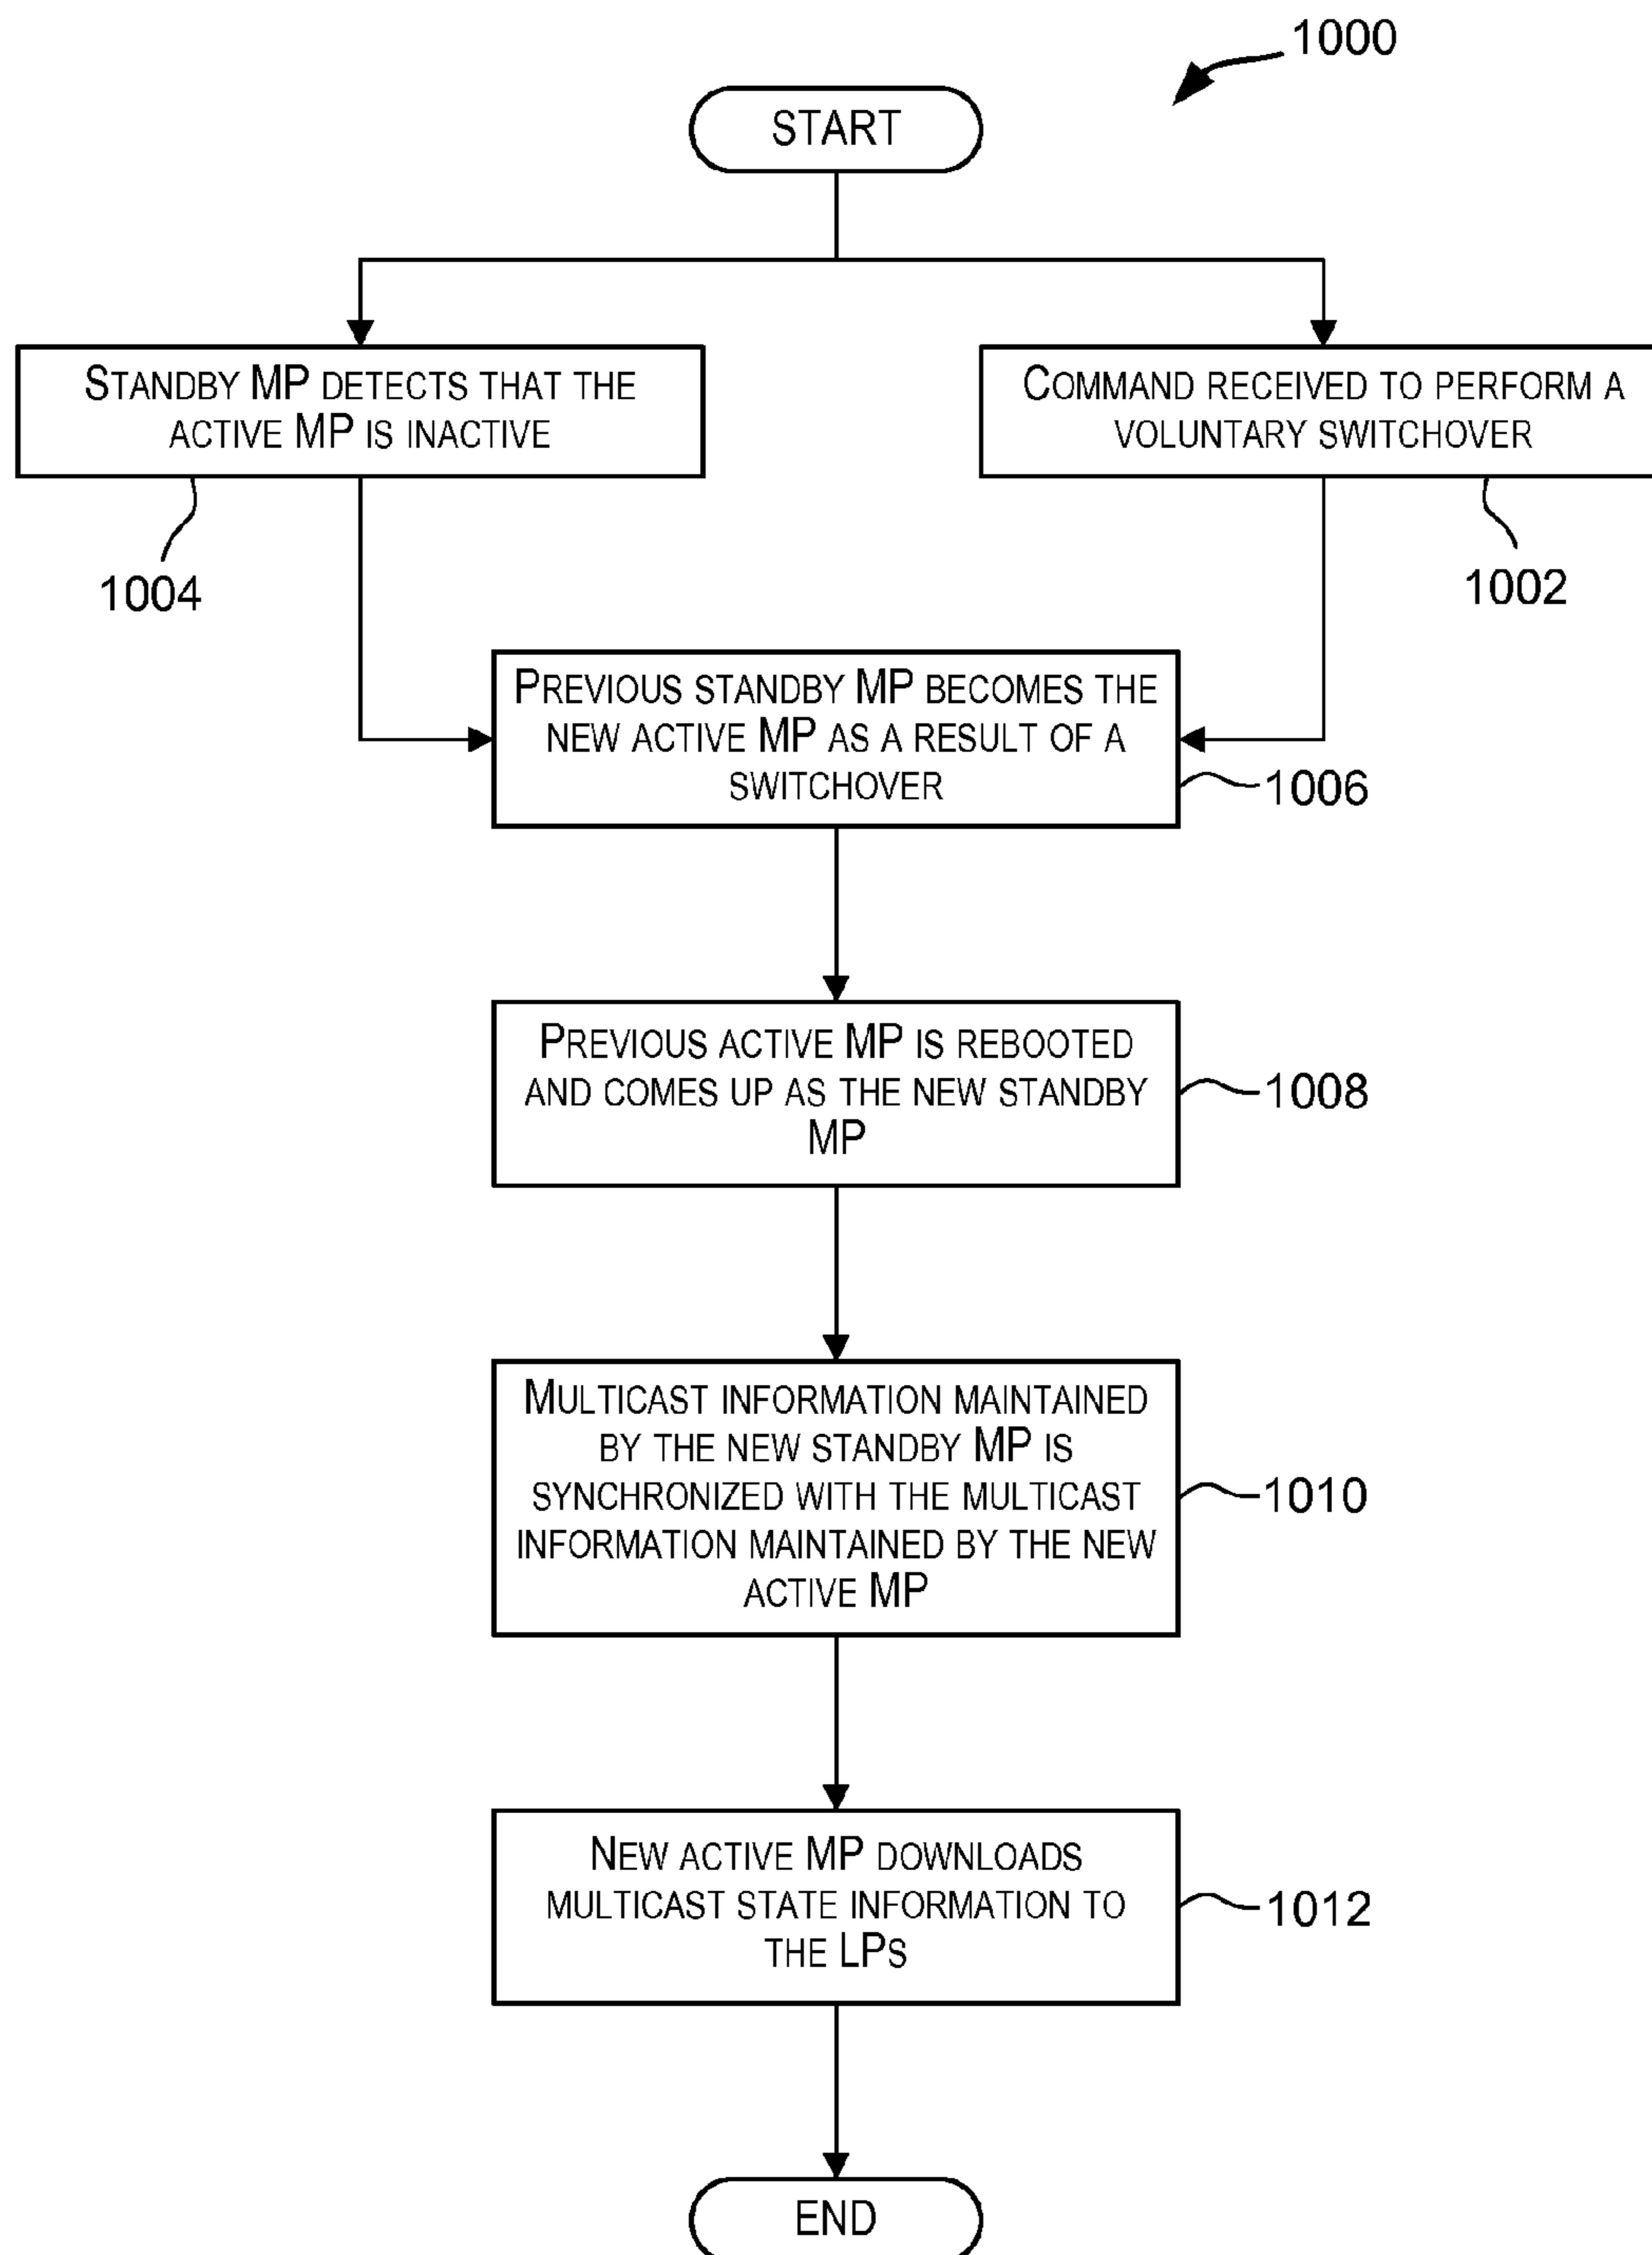 1000
START
STANDBY MP DETECTS THAT THE
ACTIVE MP IS INACTIVE
1004
COMMAND RECEIVED TO PERFORM A
VOLUNTARY SWITCHOVER
1002
PREVIOUS STANDBY MP BECOMES THE
NEW ACTIVE MP AS A RESULT OF A
SWITCHOVER
1006
PREVIOUS ACTIVE MP IS REBOOTED
AND COMES UP AS THE NEW STANDBY
MP
1008
MULTICAST INFORMATION MAINTAINED
BY THE NEW STANDBY MP IS
SYNCHRONIZED WITH THE MULTICAST
INFORMATION MAINTAINED BY THE NEW
ACTIVE MP
1010
NEW ACTIVE MP DOWNLOADS
MULTICAST STATE INFORMATION TO
THE LPS
1012
END